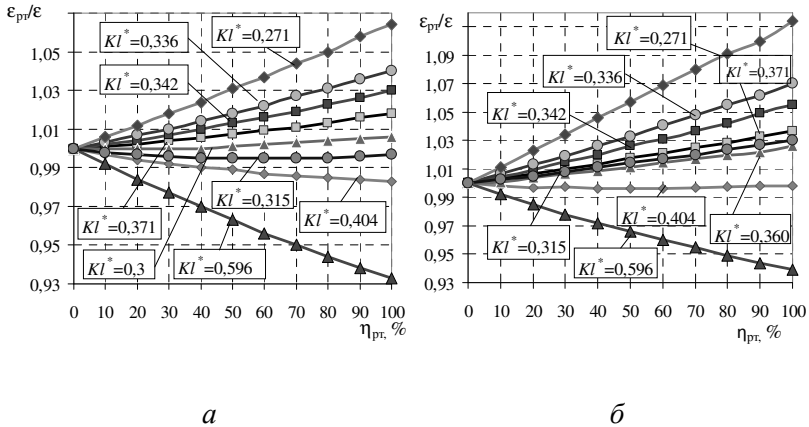 ε_рт/ε
1,05
1,03
1,01
0,99
0,97
0,95
0,93
Kl*=0,336
Kl*=0,271
Kl*=0,342
Kl*=0,371
Kl*=0,315
Kl*=0,404
Kl*=0,3
Kl*=0,596
0 10 20 30 40 50 60 70 80 90 100
η_рт, %
а
ε_рт/ε
1,09
1,07
1,05
1,03
1,01
0,99
0,97
0,95
0,93
Kl*=0,271
Kl*=0,336
Kl*=0,371
Kl*=0,342
Kl*=0,404
Kl*=0,315
Kl*=0,360
Kl*=0,596
0 10 20 30 40 50 60 70 80 90 100
η_рт, %
б